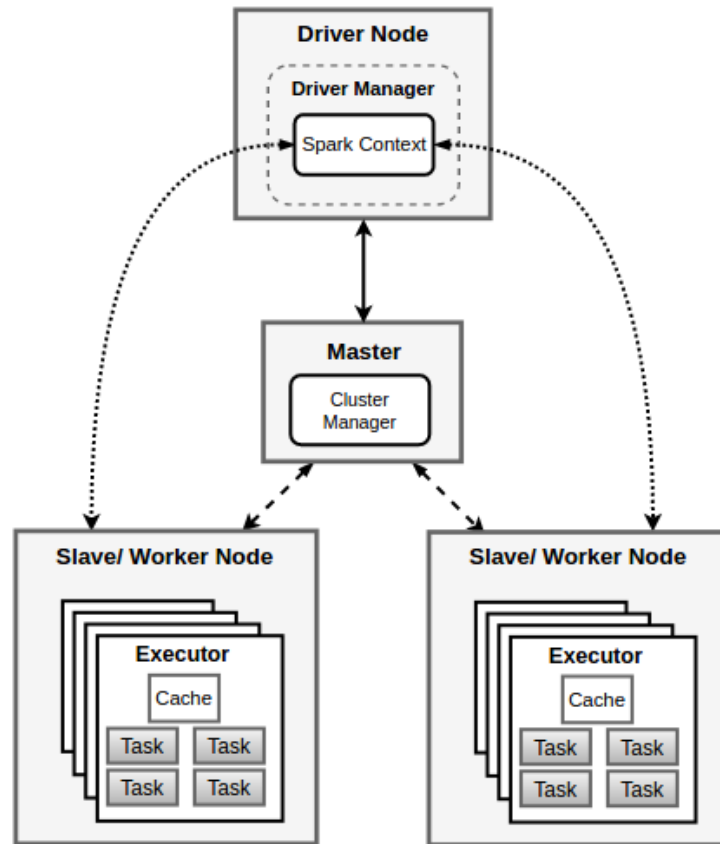 Driver Node
Driver Manager
Spark Context
Master
Cluster
Manager
Slave/ Worker Node
Executor
Cache
Task Task
Task Task
Slave/ Worker Node
Executor
Cache
Task Task
Task Task